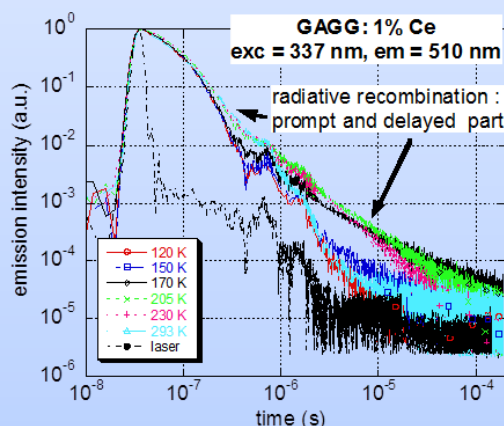 GAGG: 1% Ce
exc = 337 nm, em = 510 nm
radiative recombination :
prompt and delayed part
emission intensity (a.u.)
10^0
10^-1
10^-2
10^-3
10^-4
10^-5
10^-6
120 K
150 K
170 K
205 K
230 K
293 K
laser
10^-8
10^-7
10^-6
10^-5
10^-4
time (s)